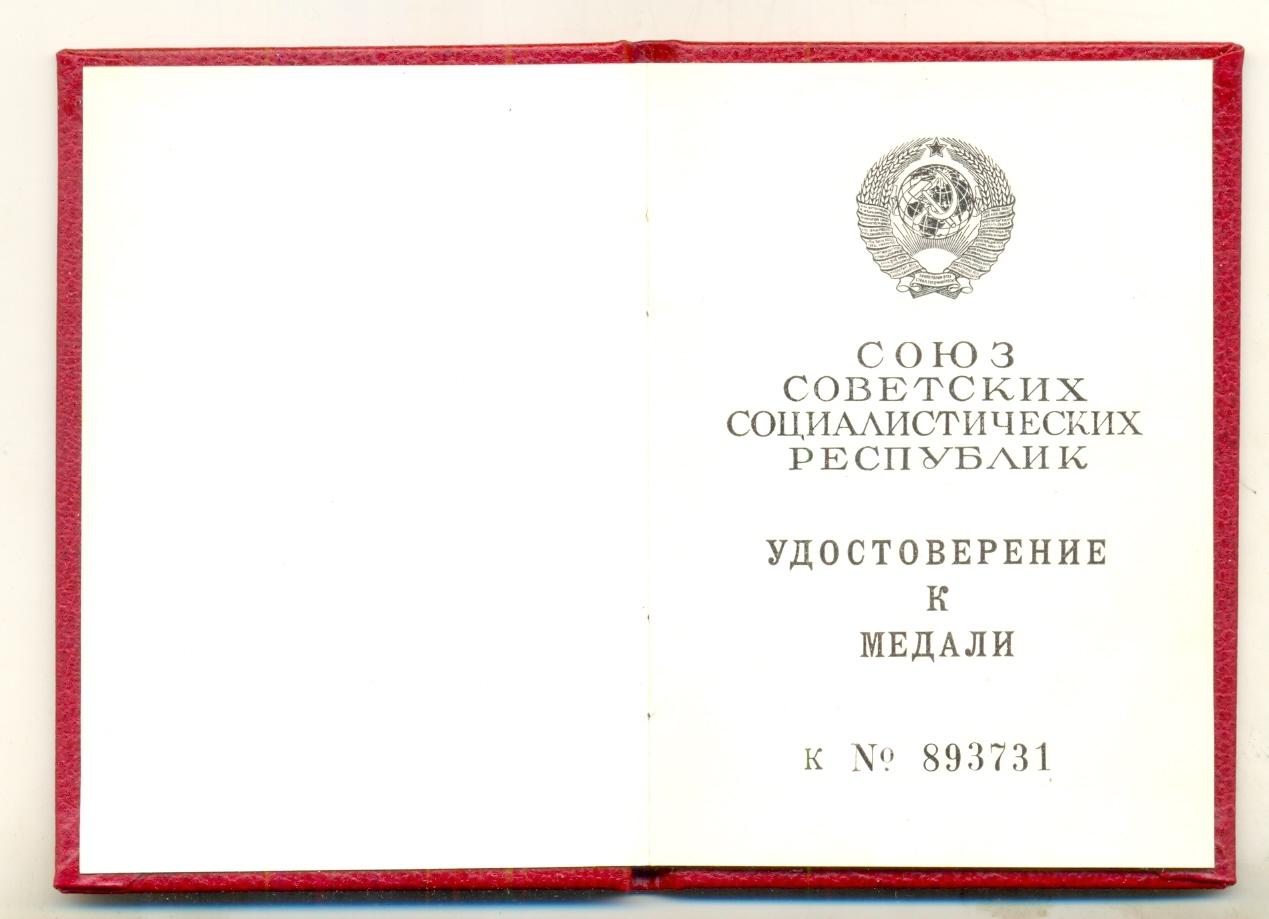 СОЮЗ
СОВЕТСКИХ
СОЦИАЛИСТИЧЕСКИХ
РЕСПУБЛИК
УДОСТОВЕРЕНИЕ
К
МЕДАЛИ
К № 893731